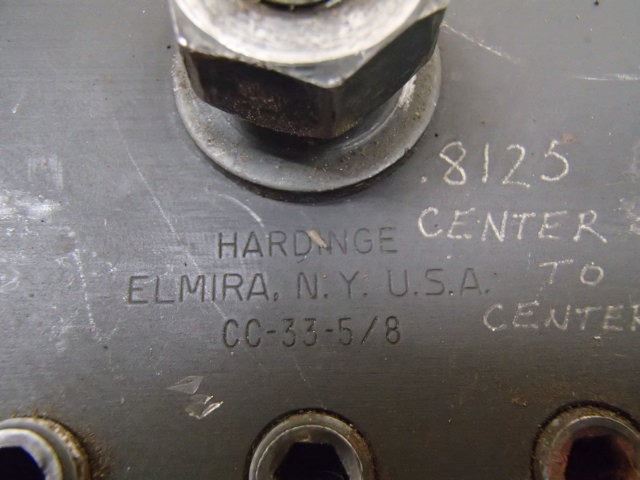 .8125
CENTER
TO
CENTER
HARDINGE
ELMIRA, N.Y. U.S.A.
CC-33-5/8